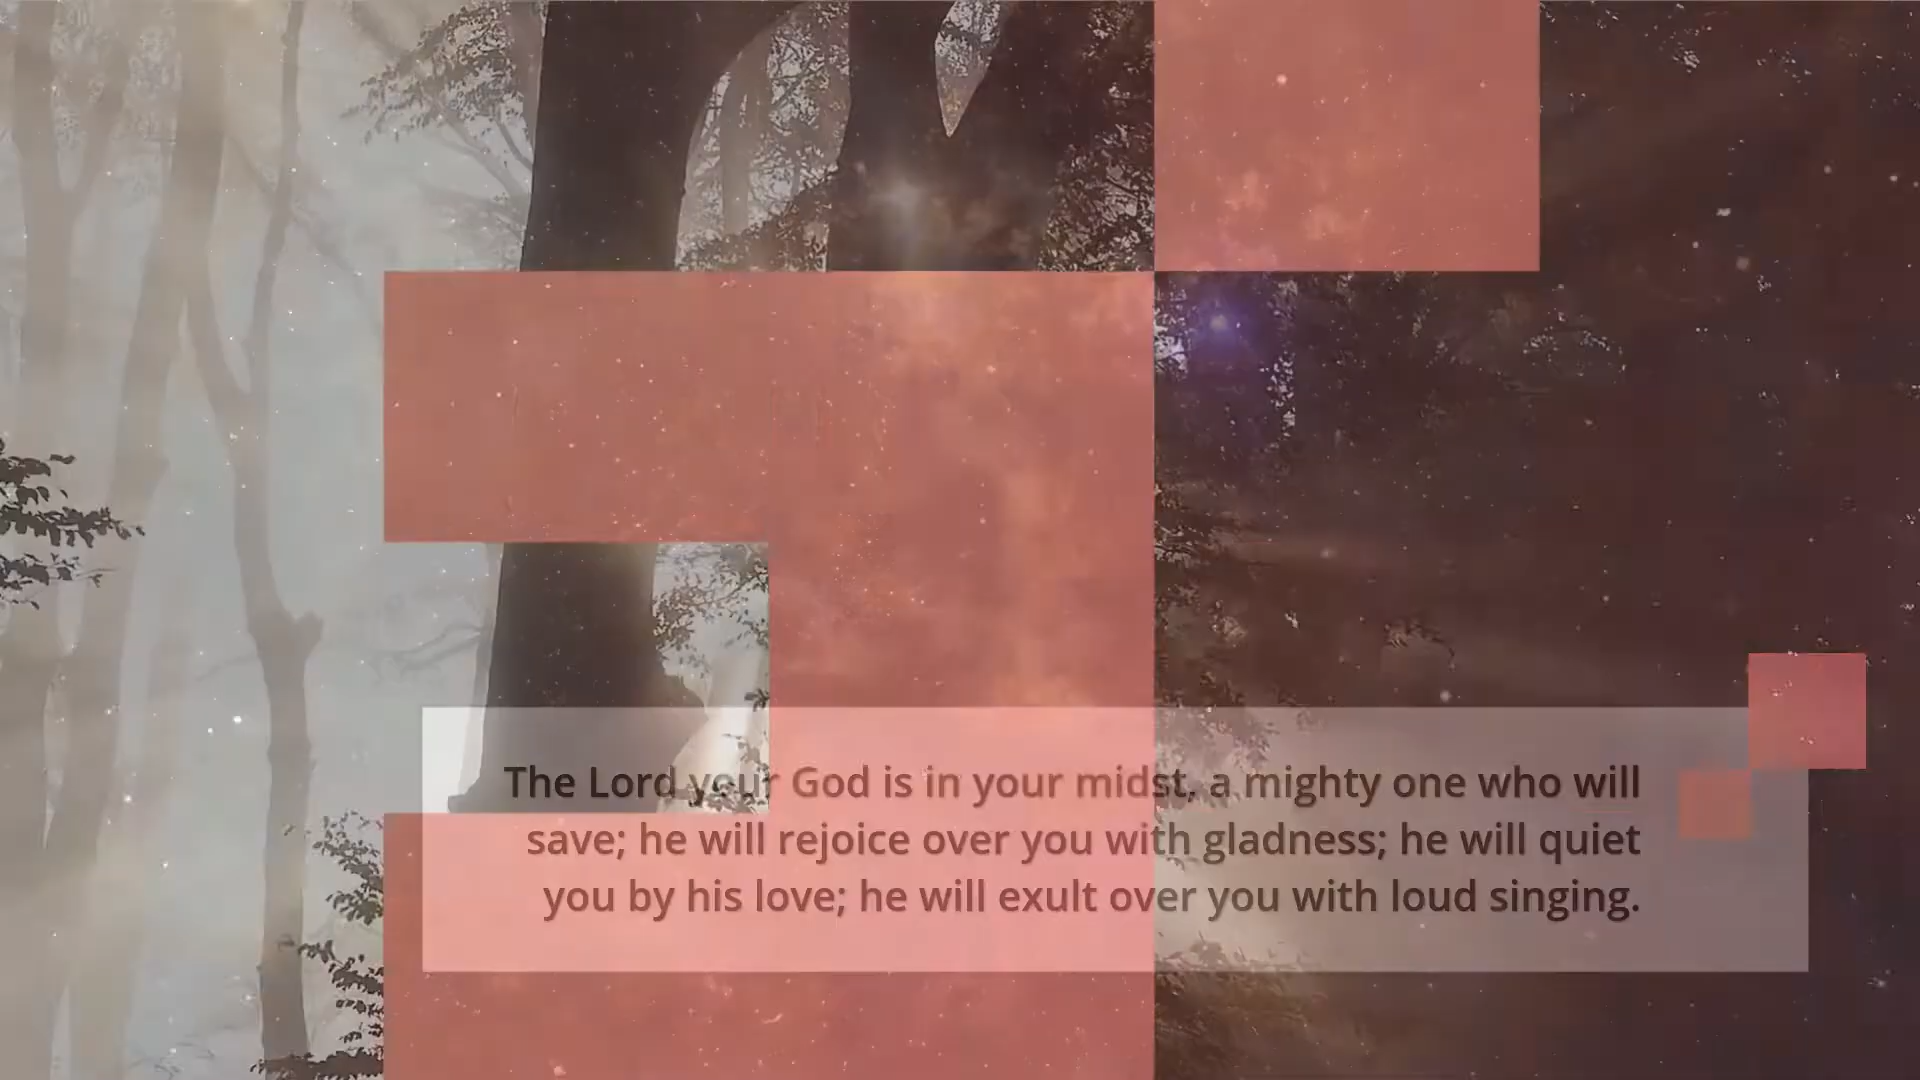 The Lord your God is in your midst, a mighty one who will
save; he will rejoice over you with gladness; he will quiet
you by his love; he will exult over you with loud singing.